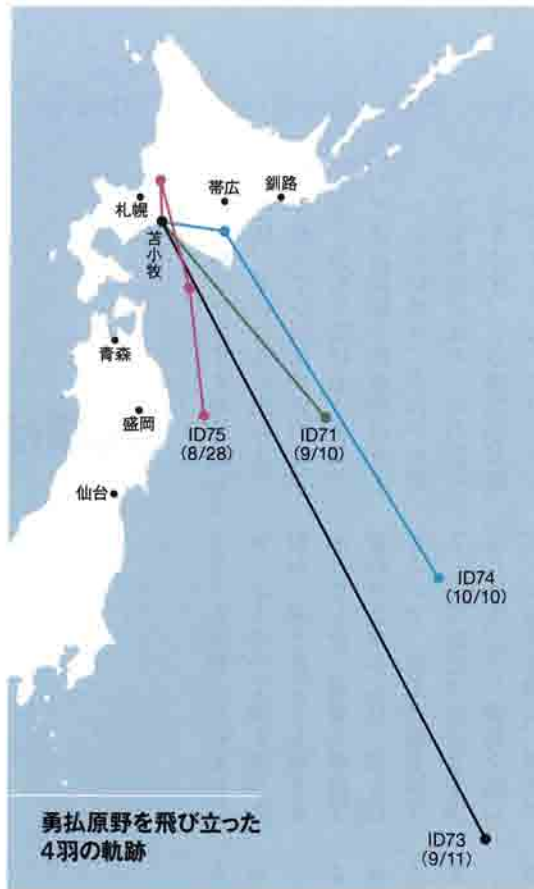 札幌
帯広
釧路
苫小牧
青森
盛岡
仙台
ID75
(8/28)
ID71
(9/10)
ID74
(10/10)
ID73
(9/11)
勇払原野を飛び立った
4羽の軌跡